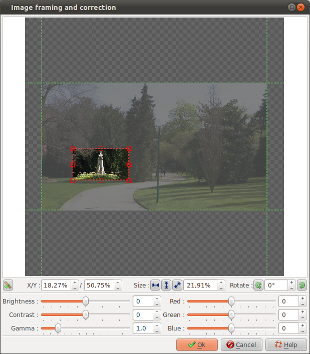 Image framing and correction
X/Y : 18,27% / 50,75% Size : 21,91% Rotate : 0°
Brightness : 0 Red : 0
Contrast : 0 Green : 0
Gamma : 1.0 Blue : 0
Ok Cancel Help